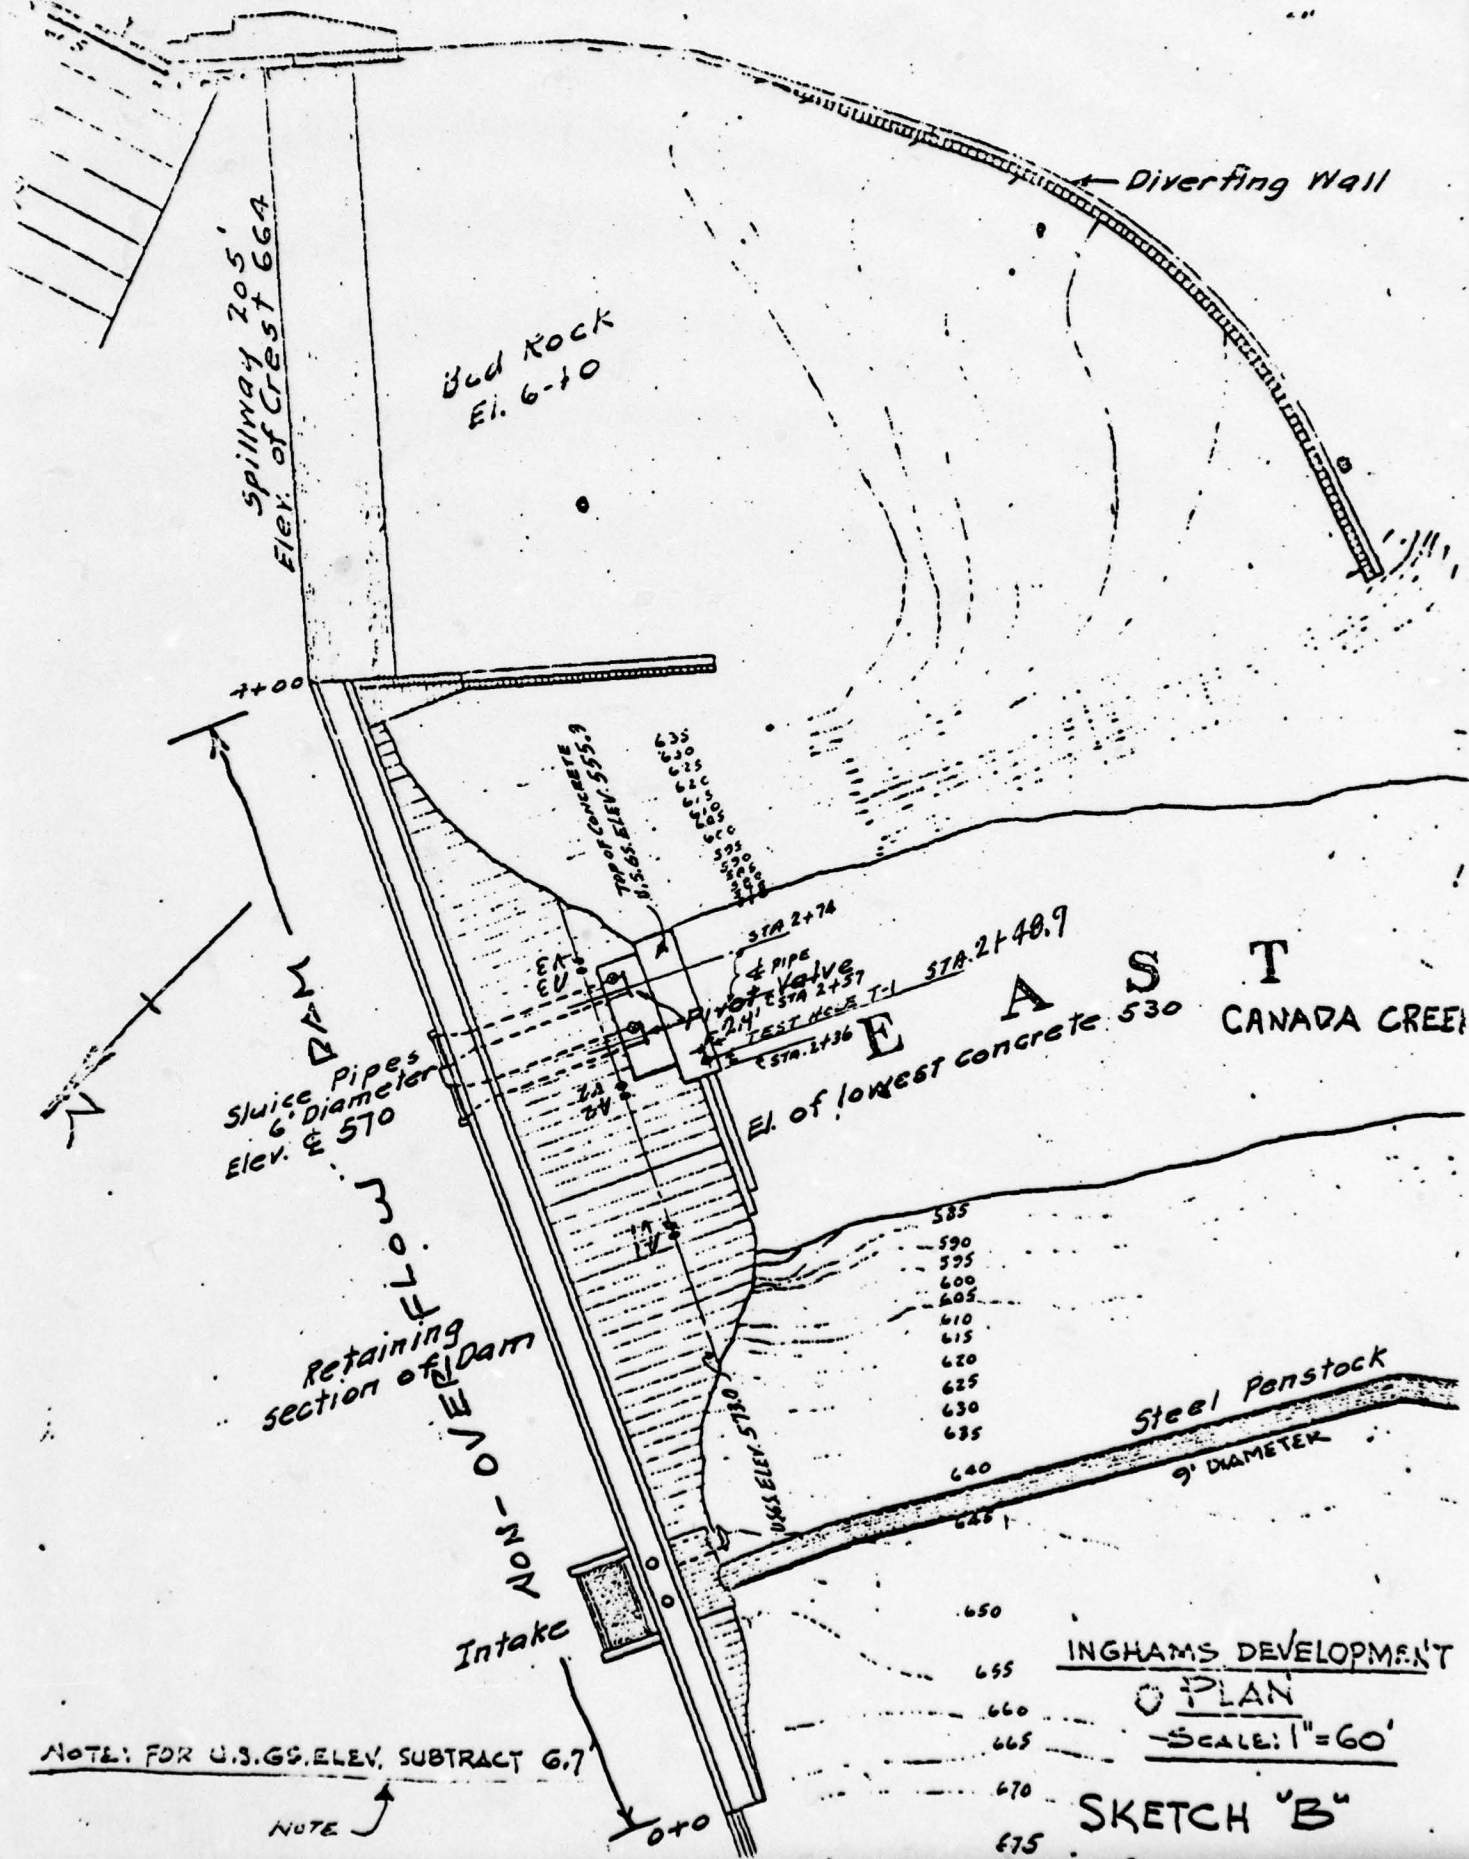 Diverting Wall
Spillway 205'
Elev. of Crest 664
Bed Rock
El.
4+00
TOP OF CONCRETE
U.S.GS. ELEV. 555.9
635
630
625
620
615
610
605
600
595
590
STA. 2+74
℄ PIPE
Pivot Valve
℄ STA 2+57
2.4'
TEST HOLE T-1 STA. 2+48.9
℄ STA. 2+36
EAST
CANADA CREEK
El. of lowest concrete 530
Sluice Pipes
6' Diameter
Elev. ℄ 570
N
NON-OVERFLOW DAM
Retaining
section of Dam
585
590
595
600
605
610
615
620
625
630
635
640
645
650
655
660
665
670
675
USGS ELEV. 573.0
Steel Penstock
9' DIAMETER
Intake
0+0
NOTE: FOR U.S.GS. ELEV. SUBTRACT 6.7'
NOTE
INGHAMS DEVELOPMENT
PLAN
SCALE: 1"=60'
SKETCH "B"